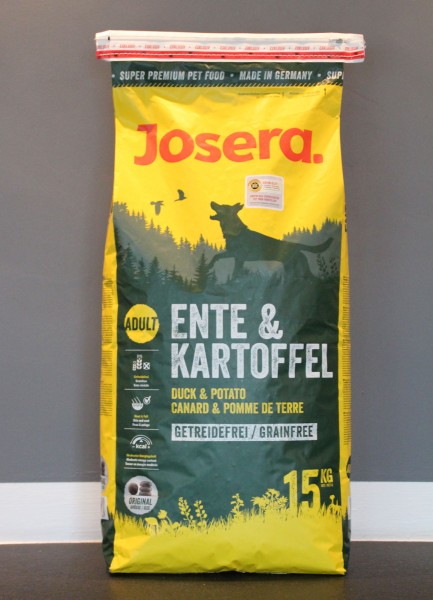 SUPER PREMIUM PET FOOD • MADE IN GERMANY • SUP
Josera.
ADULT
ENTE &
KARTOFFEL
DUCK & POTATO
CANARD & POMME DE TERRE
GETREIDEFREI / GRAINFREE
kcal
ORIGINAL
15 KG